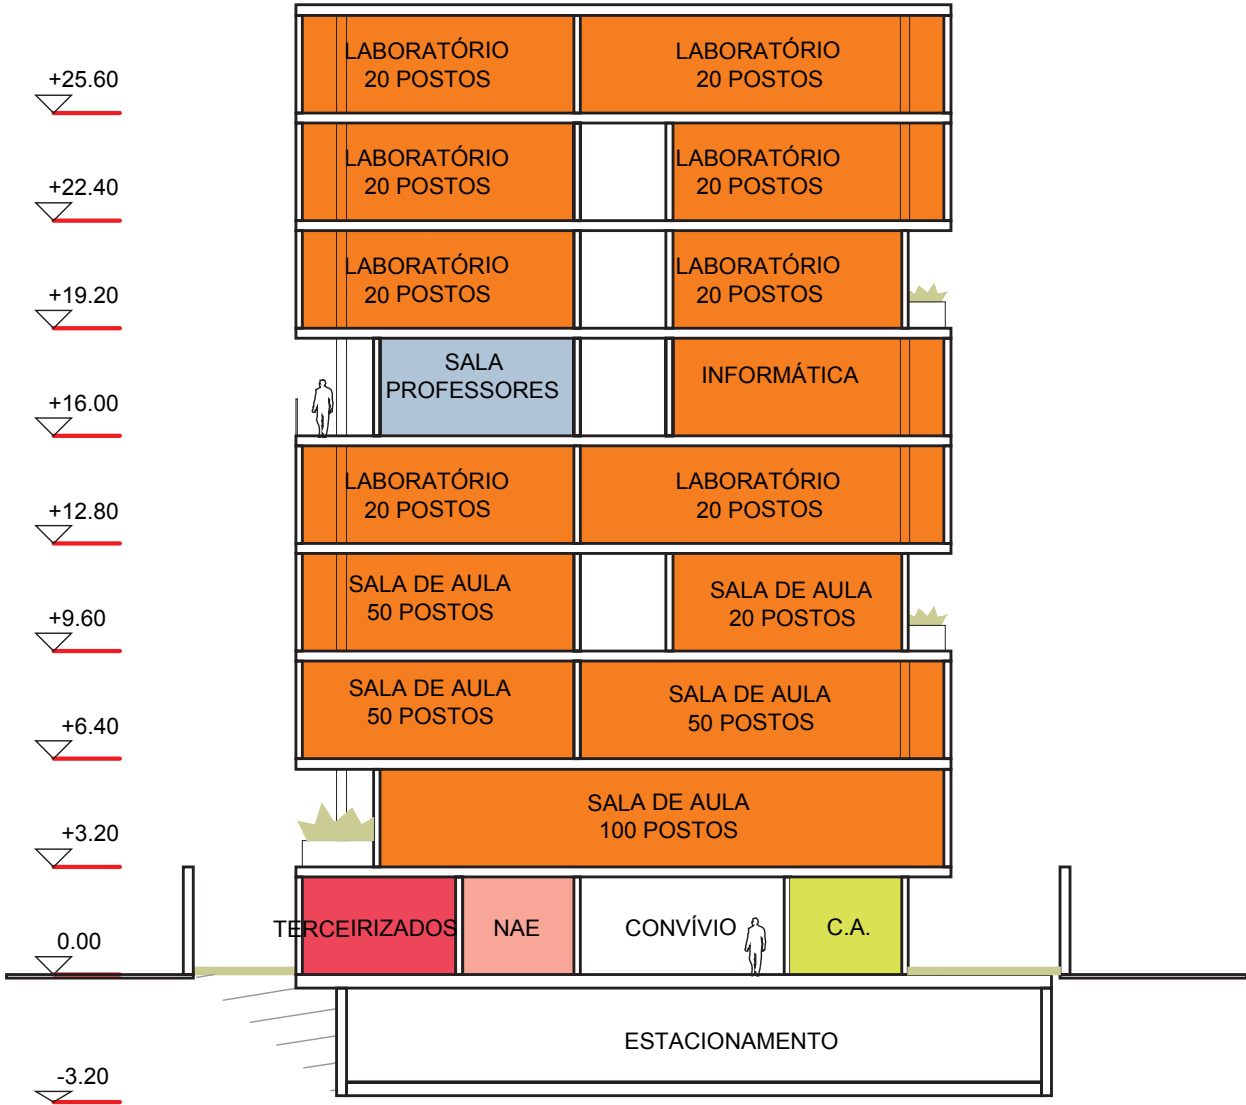 +25.60
LABORATÓRIO
20 POSTOS
LABORATÓRIO
20 POSTOS
+22.40
LABORATÓRIO
20 POSTOS
LABORATÓRIO
20 POSTOS
+19.20
LABORATÓRIO
20 POSTOS
LABORATÓRIO
20 POSTOS
+16.00
SALA
PROFESSORES
INFORMÁTICA
+12.80
LABORATÓRIO
20 POSTOS
LABORATÓRIO
20 POSTOS
+9.60
SALA DE AULA
50 POSTOS
SALA DE AULA
20 POSTOS
+6.40
SALA DE AULA
50 POSTOS
SALA DE AULA
50 POSTOS
+3.20
SALA DE AULA
100 POSTOS
0.00
TERCEIRIZADOS
NAE
CONVÍVIO
C.A.
ESTACIONAMENTO
-3.20